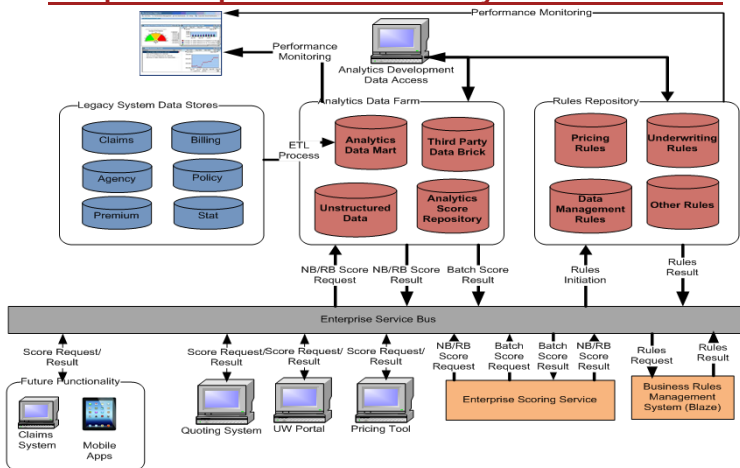 Performance Monitoring
Performance
Monitoring
Analytics Development
Data Access
Legacy System Data Stores
Claims
Billing
Agency
Policy
Premium
Stat
ETL
Process
Analytics Data Farm
Analytics
Data Mart
Third Party
Data Brick
Unstructured
Data
Analytics
Score
Repository
Rules Repository
Pricing
Rules
Underwriting
Rules
Data
Management
Rules
Other Rules
NB/RB Score
Request
NB/RB Score
Result
Batch Score
Result
Rules
Initiation
Rules
Result
Enterprise Service Bus
Score Request/
Result
Score Request/
Result
Score Request/
Result
Score Request/
Result
NB/RB
Score
Request
Batch
Score
Request
Batch
Score
Result
NB/RB
Score
Result
Rules
Request
Rules
Result
Future Functionality
Claims
System
Mobile
Apps
Quoting System
UW Portal
Pricing Tool
Enterprise Scoring Service
Business Rules
Management
System (Blaze)